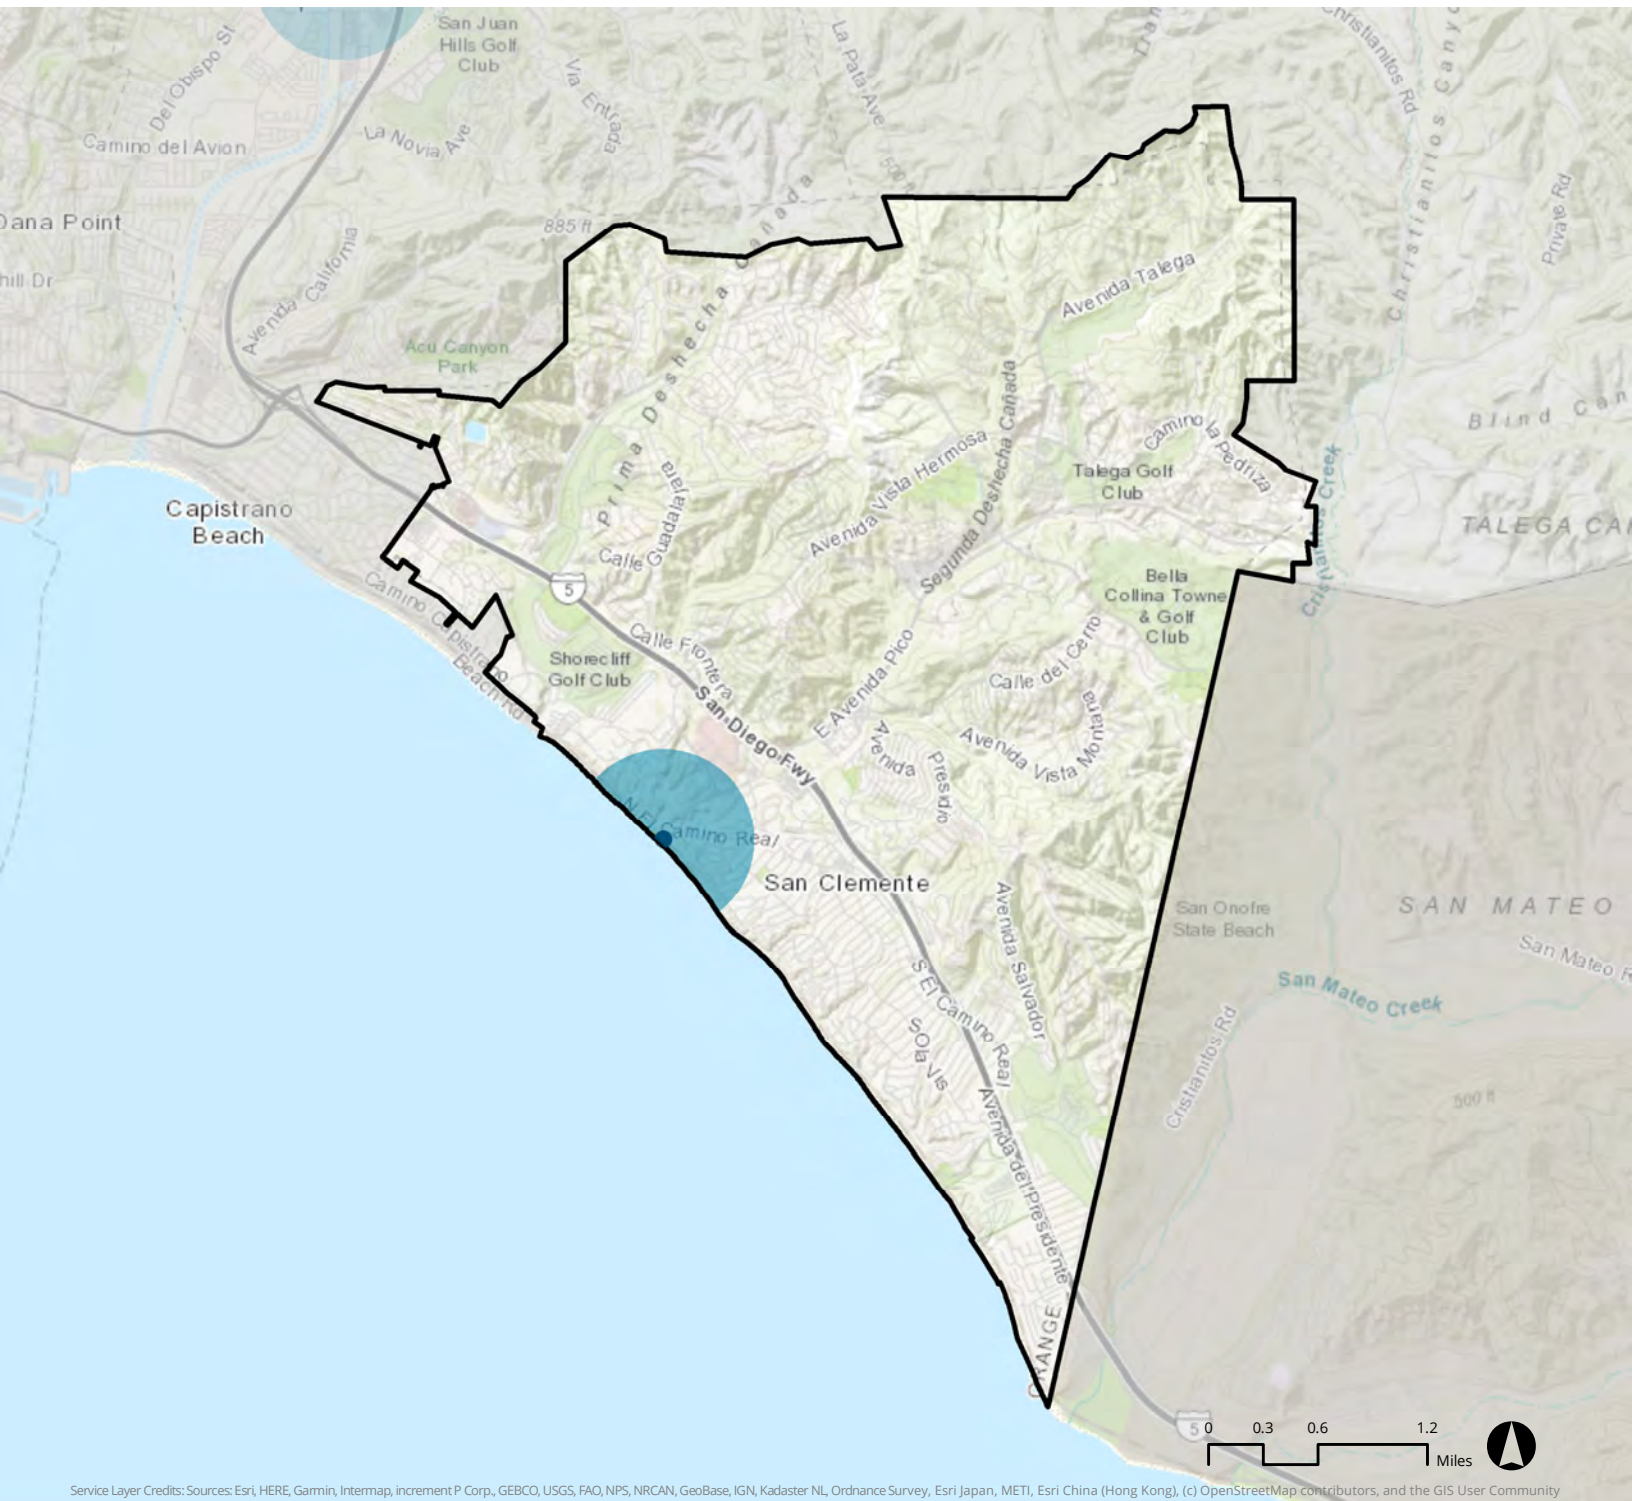 San Juan
Hills Golf
Club
Del Obispo St
Via Entrada
La Pata Ave
Christianitos Rd
Camino del Avion
La Novia Ave
500 ft
Dana Point
885 ft
Cañada
Christianitos Cany
Private Rd
hill Dr
Avenida California
Avenida Talega
Acu Canyon
Park
Prima Deshecha
Segunda Deshecha Cañada
Blind Can
Camino la Pedriza
Avenida Vista Hermosa
Talega Golf
Club
Cristianitos Creek
Capistrano
Beach
Calle Guadalajara
TALEGA CA
5
Bella
Collina Towne
& Golf
Club
Camino Capistrano
Beach Rd
Shorecliff
Golf Club
Calle Frontera
E Avenida Pico
Calle del Cerro
San Diego Fwy
Avenida
Presidio
Avenida Vista Montana
N El Camino Real
San Clemente
San Onofre
State Beach
SAN MATEO
Avenida Salvador
San Mateo R
San Mateo Creek
S El Camino Real
S Ola Vis
Cristianitos Rd
500 ft
Avenida del Presidente
ORANGE
5
0 0.3 0.6 1.2
Miles
Service Layer Credits: Sources: Esri, HERE, Garmin, Intermap, increment P Corp., GEBCO, USGS, FAO, NPS, NRCAN, GeoBase, IGN, Kadaster NL, Ordnance Survey, Esri Japan, METI, Esri China (Hong Kong), (c) OpenStreetMap contributors, and the GIS User Community